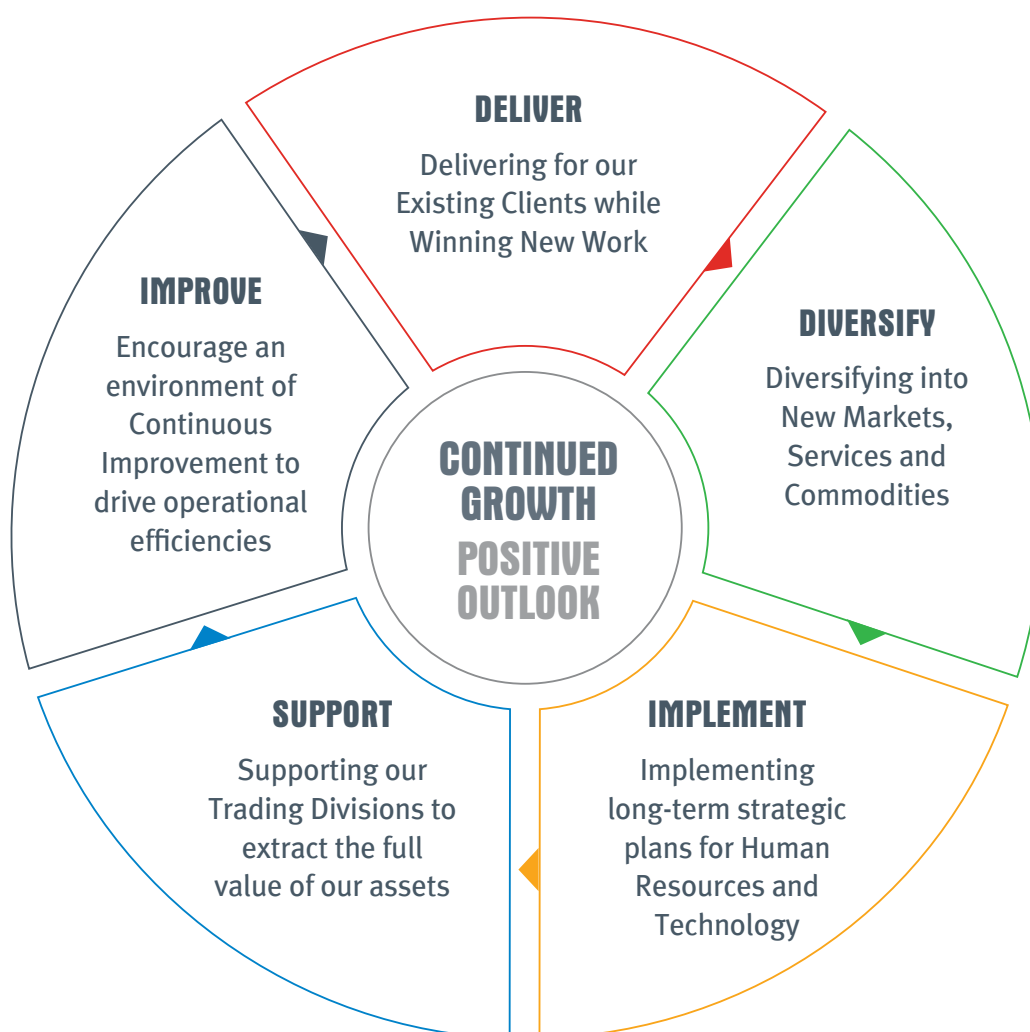 DELIVER
Delivering for our
Existing Clients while
Winning New Work
DIVERSIFY
Diversifying into
New Markets,
Services and
Commodities
IMPLEMENT
Implementing
long-term strategic
plans for Human
Resources and
Technology
SUPPORT
Supporting our
Trading Divisions to
extract the full
value of our assets
IMPROVE
Encourage an
environment of
Continuous
Improvement to
drive operational
efficiencies
CONTINUED
GROWTH
POSITIVE
OUTLOOK